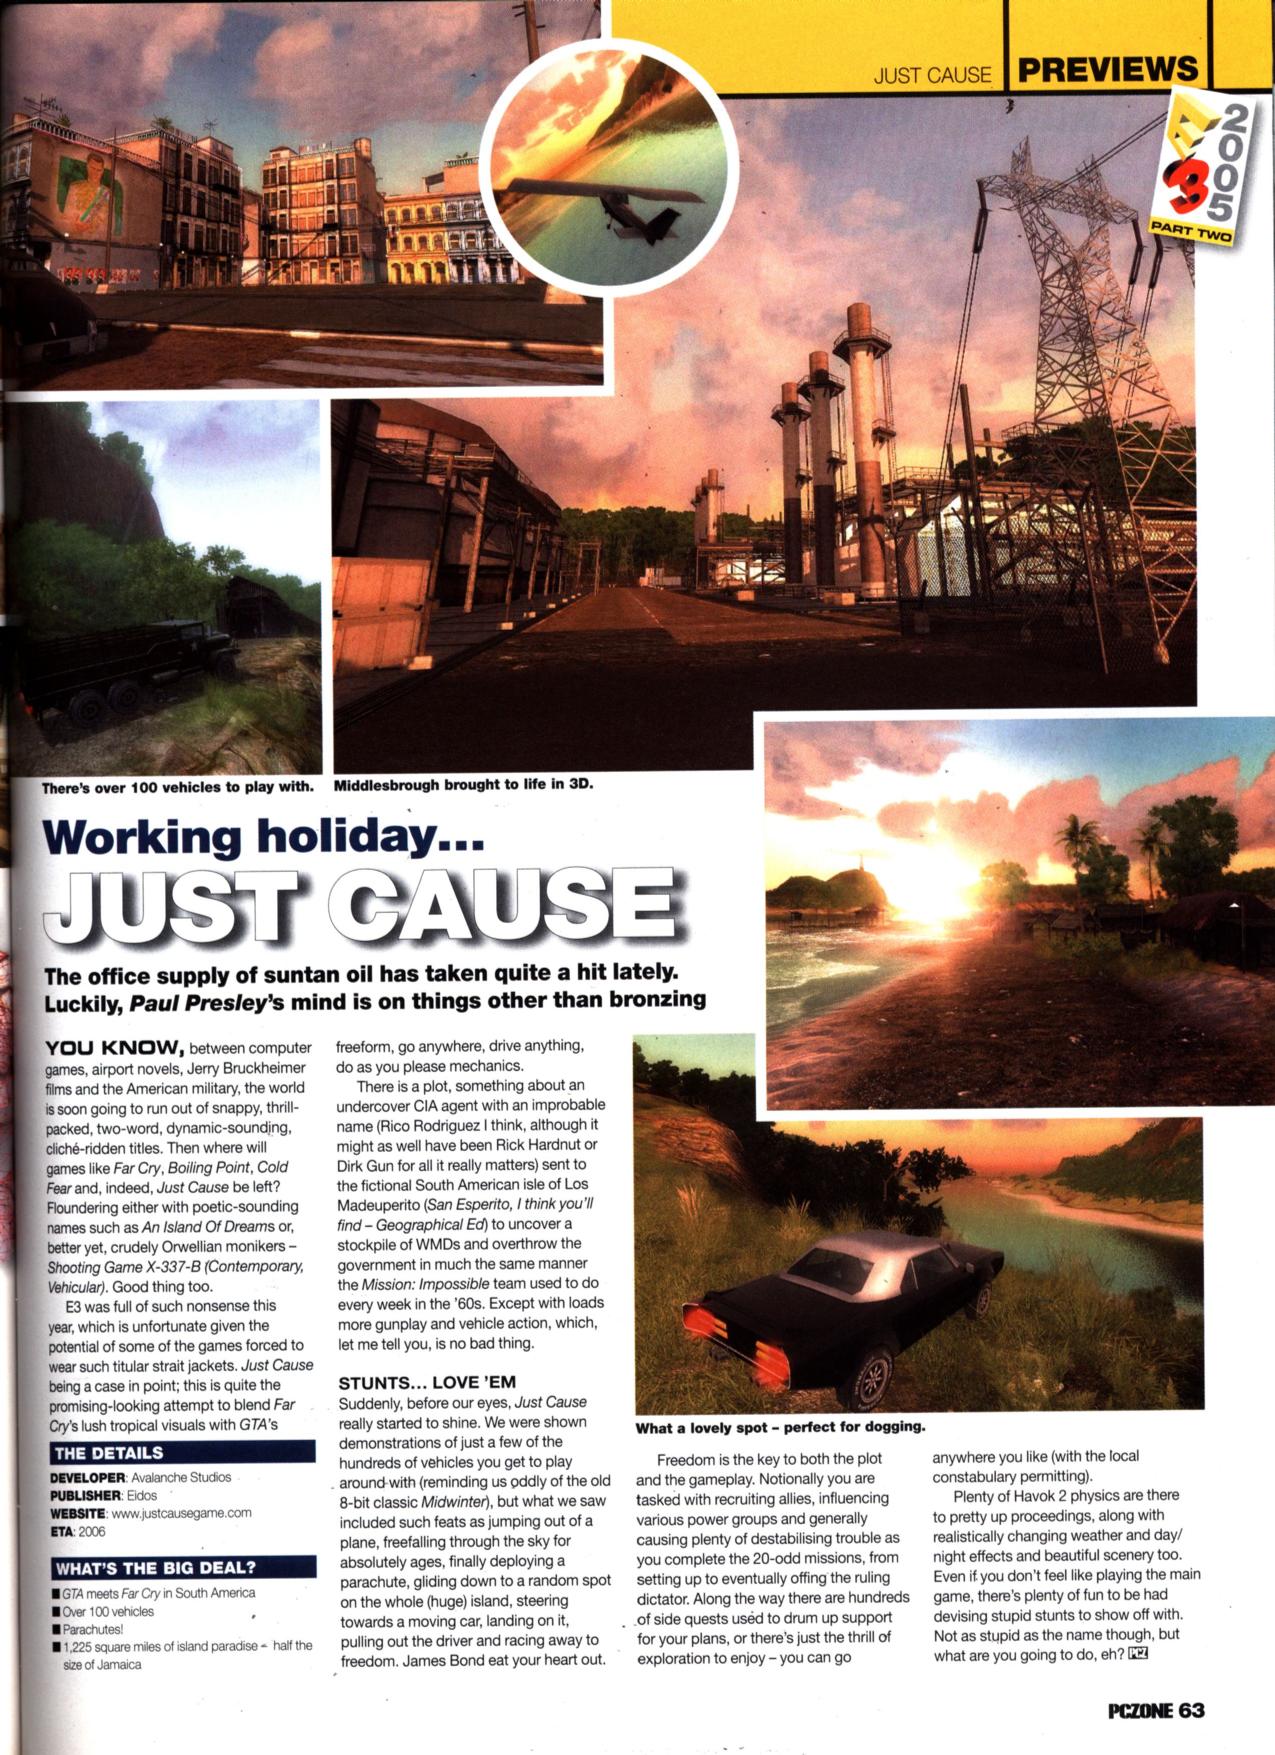 JUST CAUSE
PREVIEWS
E3
2005
PART TWO
There's over 100 vehicles to play with.
Middlesbrough brought to life in 3D.
Working holiday...
JUST CAUSE
The office supply of suntan oil has taken quite a hit lately.
Luckily, Paul Presley's mind is on things other than bronzing
YOU KNOW, between computer
games, airport novels, Jerry Bruckheimer
films and the American military, the world
is soon going to run out of snappy, thrill-
packed, two-word, dynamic-sounding,
cliché-ridden titles. Then where will
games like Far Cry, Boiling Point, Cold
Fear and, indeed, Just Cause be left?
Floundering either with poetic-sounding
names such as An Island Of Dreams or,
better yet, crudely Orwellian monikers –
Shooting Game X-337-B (Contemporary,
Vehicular). Good thing too.
E3 was full of such nonsense this
year, which is unfortunate given the
potential of some of the games forced to
wear such titular strait jackets. Just Cause
being a case in point; this is quite the
promising-looking attempt to blend Far
Cry's lush tropical visuals with GTA's
THE DETAILS
DEVELOPER: Avalanche Studios
PUBLISHER: Eidos
WEBSITE: www.justcausegame.com
ETA: 2006
WHAT'S THE BIG DEAL?
■ GTA meets Far Cry in South America
■ Over 100 vehicles
■ Parachutes!
■ 1,225 square miles of island paradise – half the
size of Jamaica
freeform, go anywhere, drive anything,
do as you please mechanics.
There is a plot, something about an
undercover CIA agent with an improbable
name (Rico Rodriguez I think, although it
might as well have been Rick Hardnut or
Dirk Gun for all it really matters) sent to
the fictional South American isle of Los
Madeuperito (San Esperito, I think you'll
find – Geographical Ed) to uncover a
stockpile of WMDs and overthrow the
government in much the same manner
the Mission: Impossible team used to do
every week in the '60s. Except with loads
more gunplay and vehicle action, which,
let me tell you, is no bad thing.
STUNTS... LOVE 'EM
Suddenly, before our eyes, Just Cause
really started to shine. We were shown
demonstrations of just a few of the
hundreds of vehicles you get to play
around with (reminding us oddly of the old
8-bit classic Midwinter), but what we saw
included such feats as jumping out of a
plane, freefalling through the sky for
absolutely ages, finally deploying a
parachute, gliding down to a random spot
on the whole (huge) island, steering
towards a moving car, landing on it,
pulling out the driver and racing away to
freedom. James Bond eat your heart out.
What a lovely spot – perfect for dogging.
Freedom is the key to both the plot
and the gameplay. Notionally you are
tasked with recruiting allies, influencing
various power groups and generally
causing plenty of destabilising trouble as
you complete the 20-odd missions, from
setting up to eventually offing the ruling
dictator. Along the way there are hundreds
of side quests used to drum up support
for your plans, or there's just the thrill of
exploration to enjoy – you can go
anywhere you like (with the local
constabulary permitting).
Plenty of Havok 2 physics are there
to pretty up proceedings, along with
realistically changing weather and day/
night effects and beautiful scenery too.
Even if you don't feel like playing the main
game, there's plenty of fun to be had
devising stupid stunts to show off with.
Not as stupid as the name though, but
what are you going to do, eh? PCZ
PCZONE 63